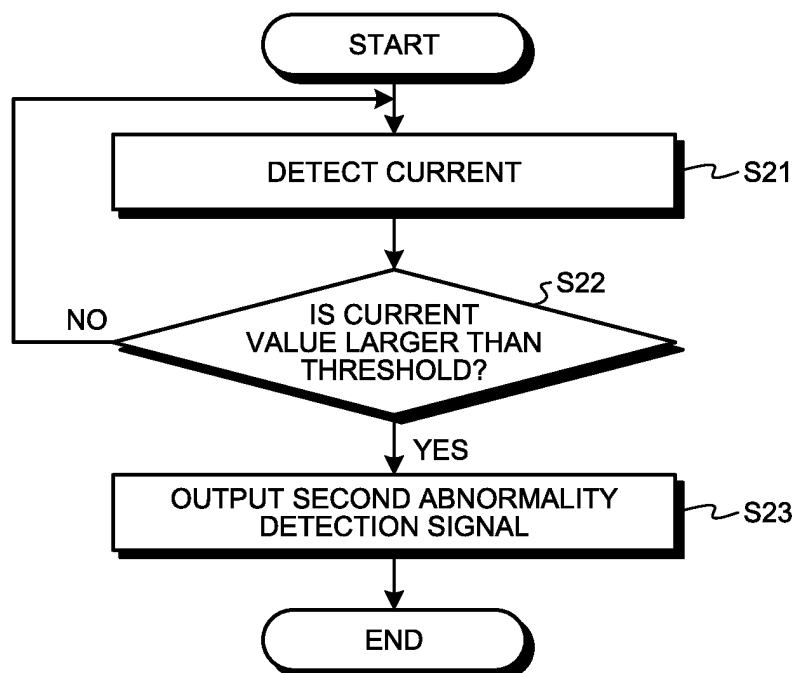 START
DETECT CURRENT
S21
S22
IS CURRENT
VALUE LARGER THAN
THRESHOLD?
NO
YES
OUTPUT SECOND ABNORMALITY
DETECTION SIGNAL
S23
END